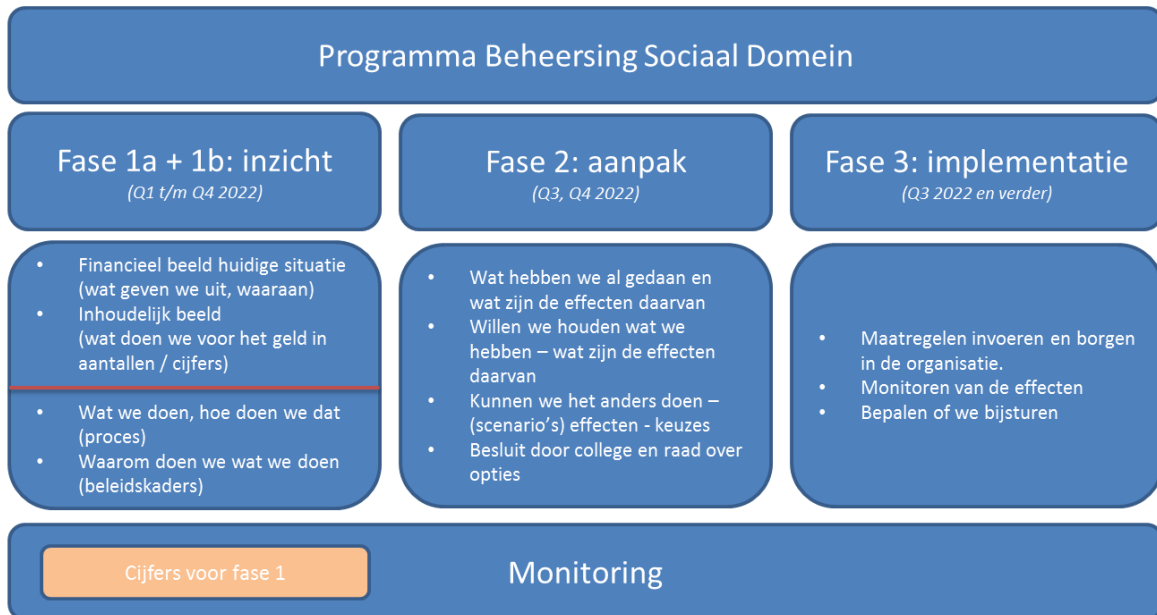 Programma Beheersing Sociaal Domein
Fase 1a + 1b: inzicht
(Q1 t/m Q4 2022)
• Financieel beeld huidige situatie
(wat geven we uit, waaraan)
• Inhoudelijk beeld
(wat doen we voor het geld in
aantallen / cijfers)
• Wat we doen, hoe doen we dat
(proces)
• Waarom doen we wat we doen
(beleidskaders)
Fase 2: aanpak
(Q3, Q4 2022)
• Wat hebben we al gedaan en
wat zijn de effecten daarvan
• Willen we houden wat we
hebben – wat zijn de effecten
daarvan
• Kunnen we het anders doen –
(scenario's) effecten - keuzes
• Besluit door college en raad over
opties
Fase 3: implementatie
(Q3 2022 en verder)
• Maatregelen invoeren en borgen
in de organisatie.
• Monitoren van de effecten
• Bepalen of we bijsturen
Cijfers voor fase 1
Monitoring